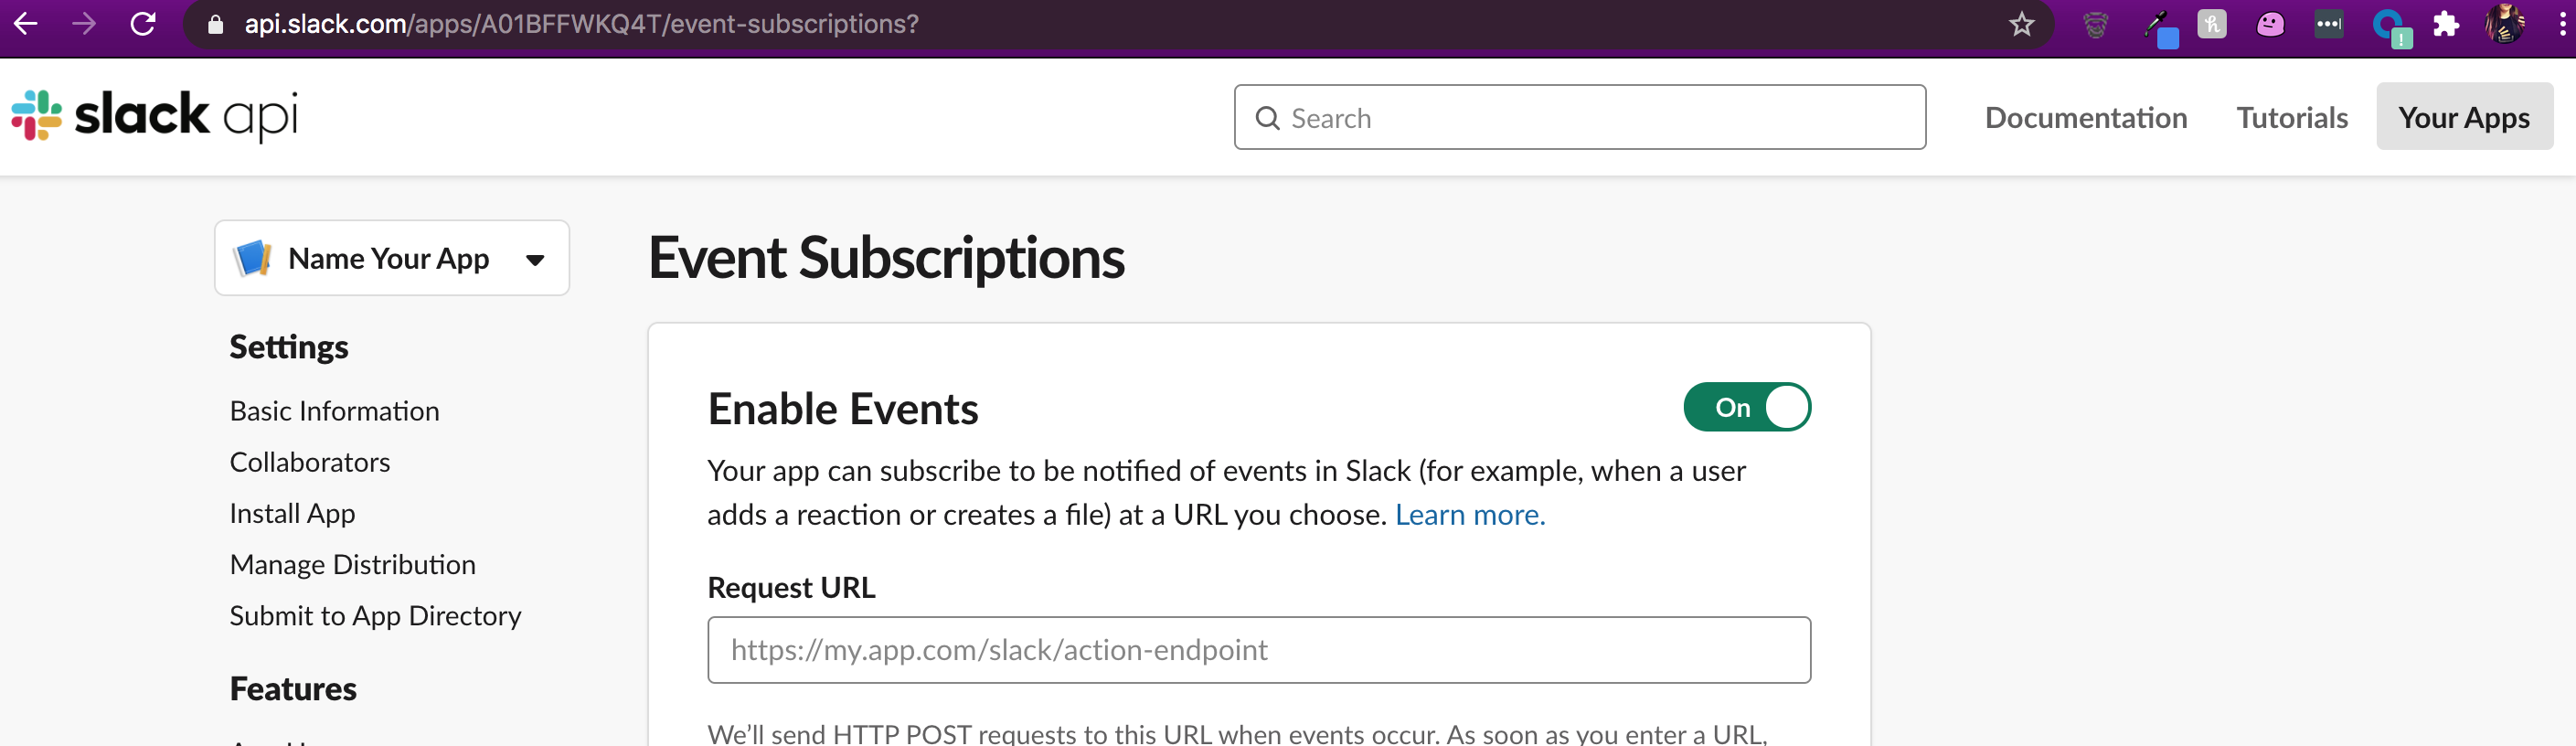 api.slack.com/apps/A01BFFWKQ4T/event-subscriptions?
slack api
Search
Documentation
Tutorials
Your Apps
Name Your App
Settings
Basic Information
Collaborators
Install App
Manage Distribution
Submit to App Directory
Features
Event Subscriptions
Enable Events
On
Your app can subscribe to be notified of events in Slack (for example, when a user
adds a reaction or creates a file) at a URL you choose. Learn more.
Request URL
https://my.app.com/slack/action-endpoint
We'll send HTTP POST requests to this URL when events occur. As soon as you enter a URL,